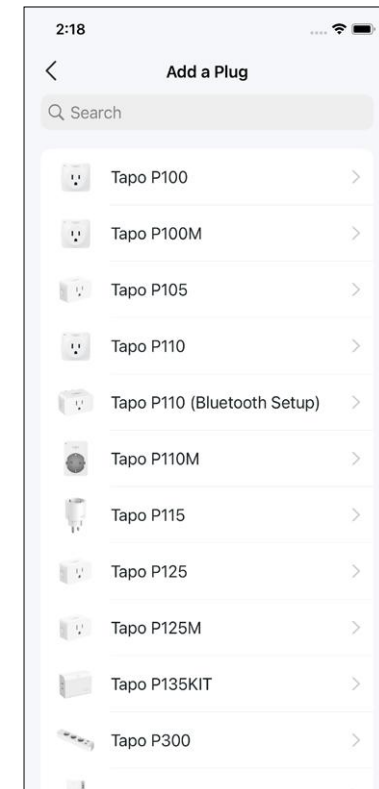 2:18
Add a Plug
Search
Tapo P100
Tapo P100M
Tapo P105
Tapo P110
Tapo P110 (Bluetooth Setup)
Tapo P110M
Tapo P115
Tapo P125
Tapo P125M
Tapo P135KIT
Tapo P300